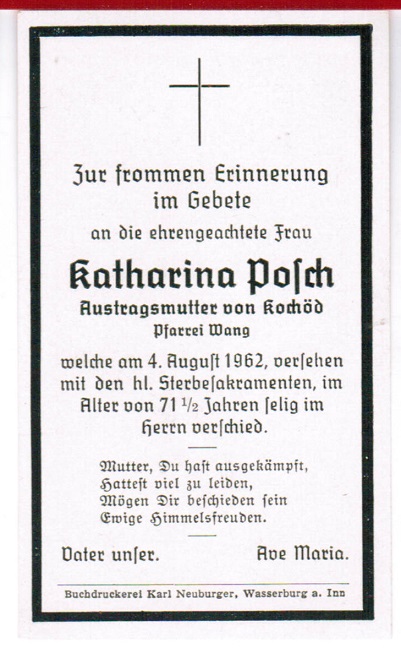 Zur frommen Erinnerung
im Gebete
an die ehrengeachtete Frau
Katharina Posch
Austragsmutter von Kochöd
Pfarrei Wang
welche am 4. August 1962, versehen
mit den hl. Sterbesakramenten, im
Alter von 71 1/2 Jahren selig im
Herrn verschied.
Mutter, Du hast ausgekämpft,
Hattest viel zu leiden,
Mögen Dir beschieden sein
Ewige Himmelsfreuden.
Vater unser. Ave Maria.
Buchdruckerei Karl Neuburger, Wasserburg a. Inn